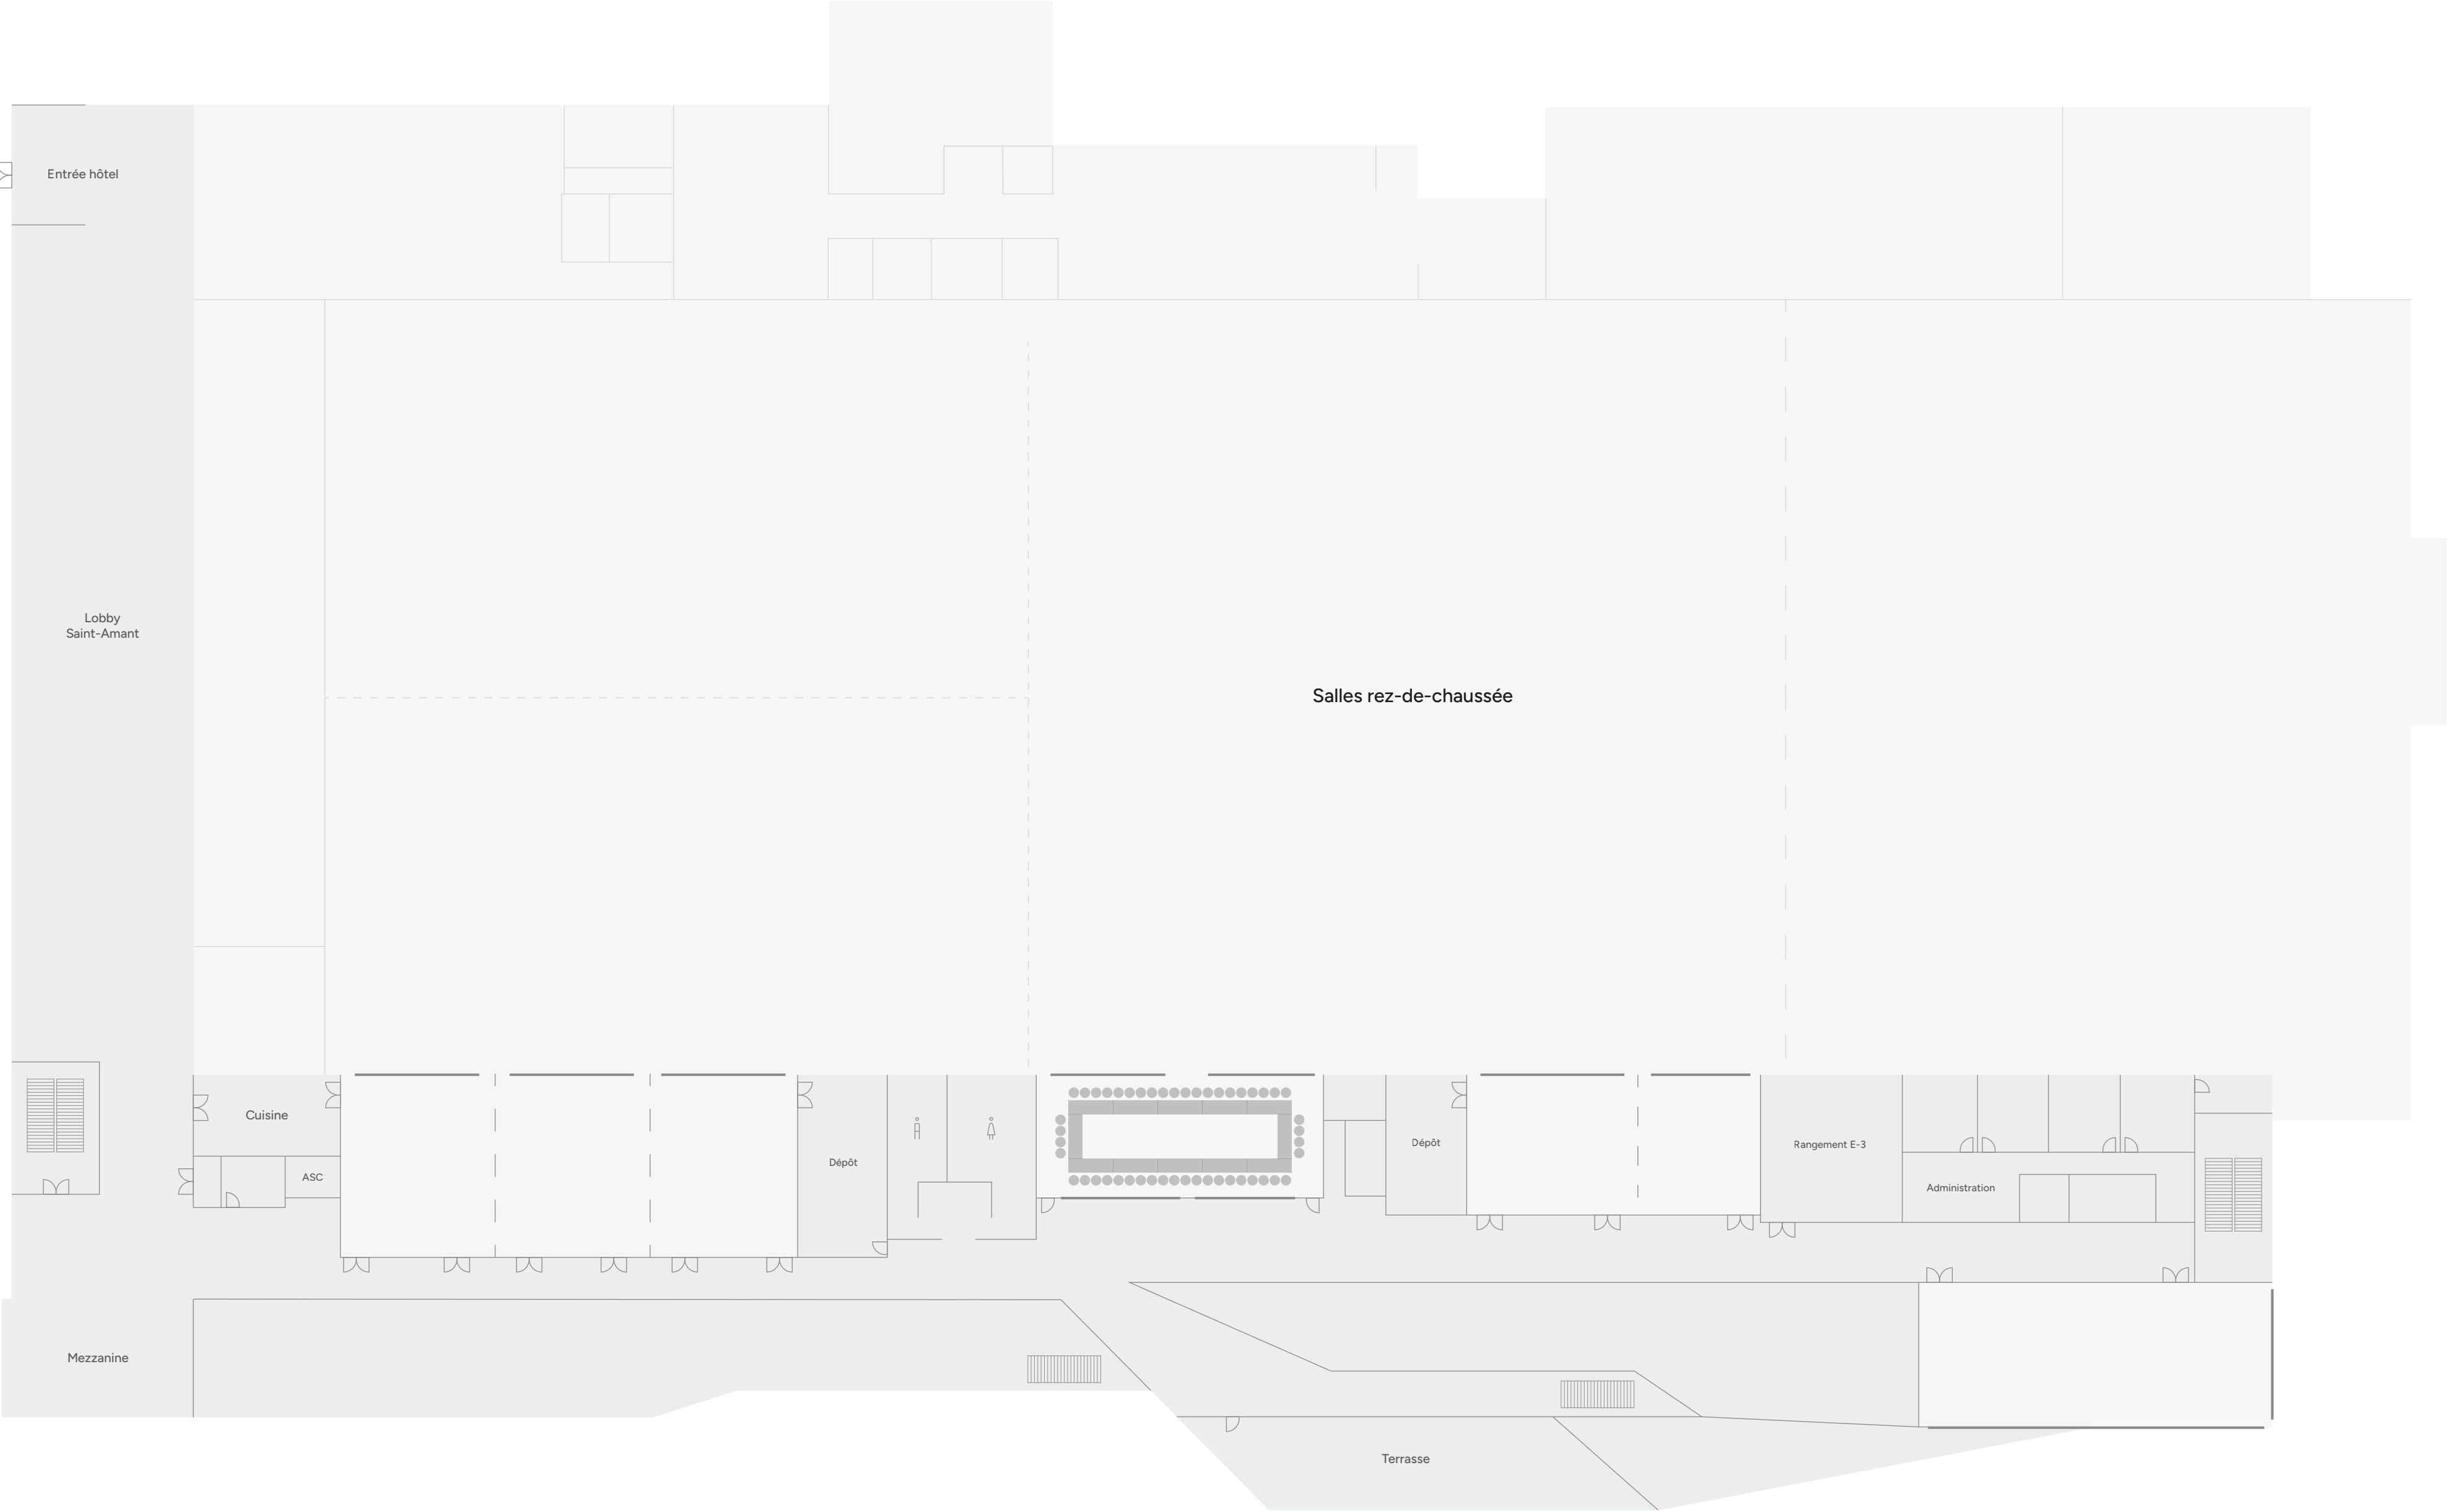 Entrée hôtel
Lobby
Saint-Amant
Salles rez-de-chaussée
Cuisine
ASC
Dépôt
Dépôt
Rangement E-3
Administration
Mezzanine
Terrasse